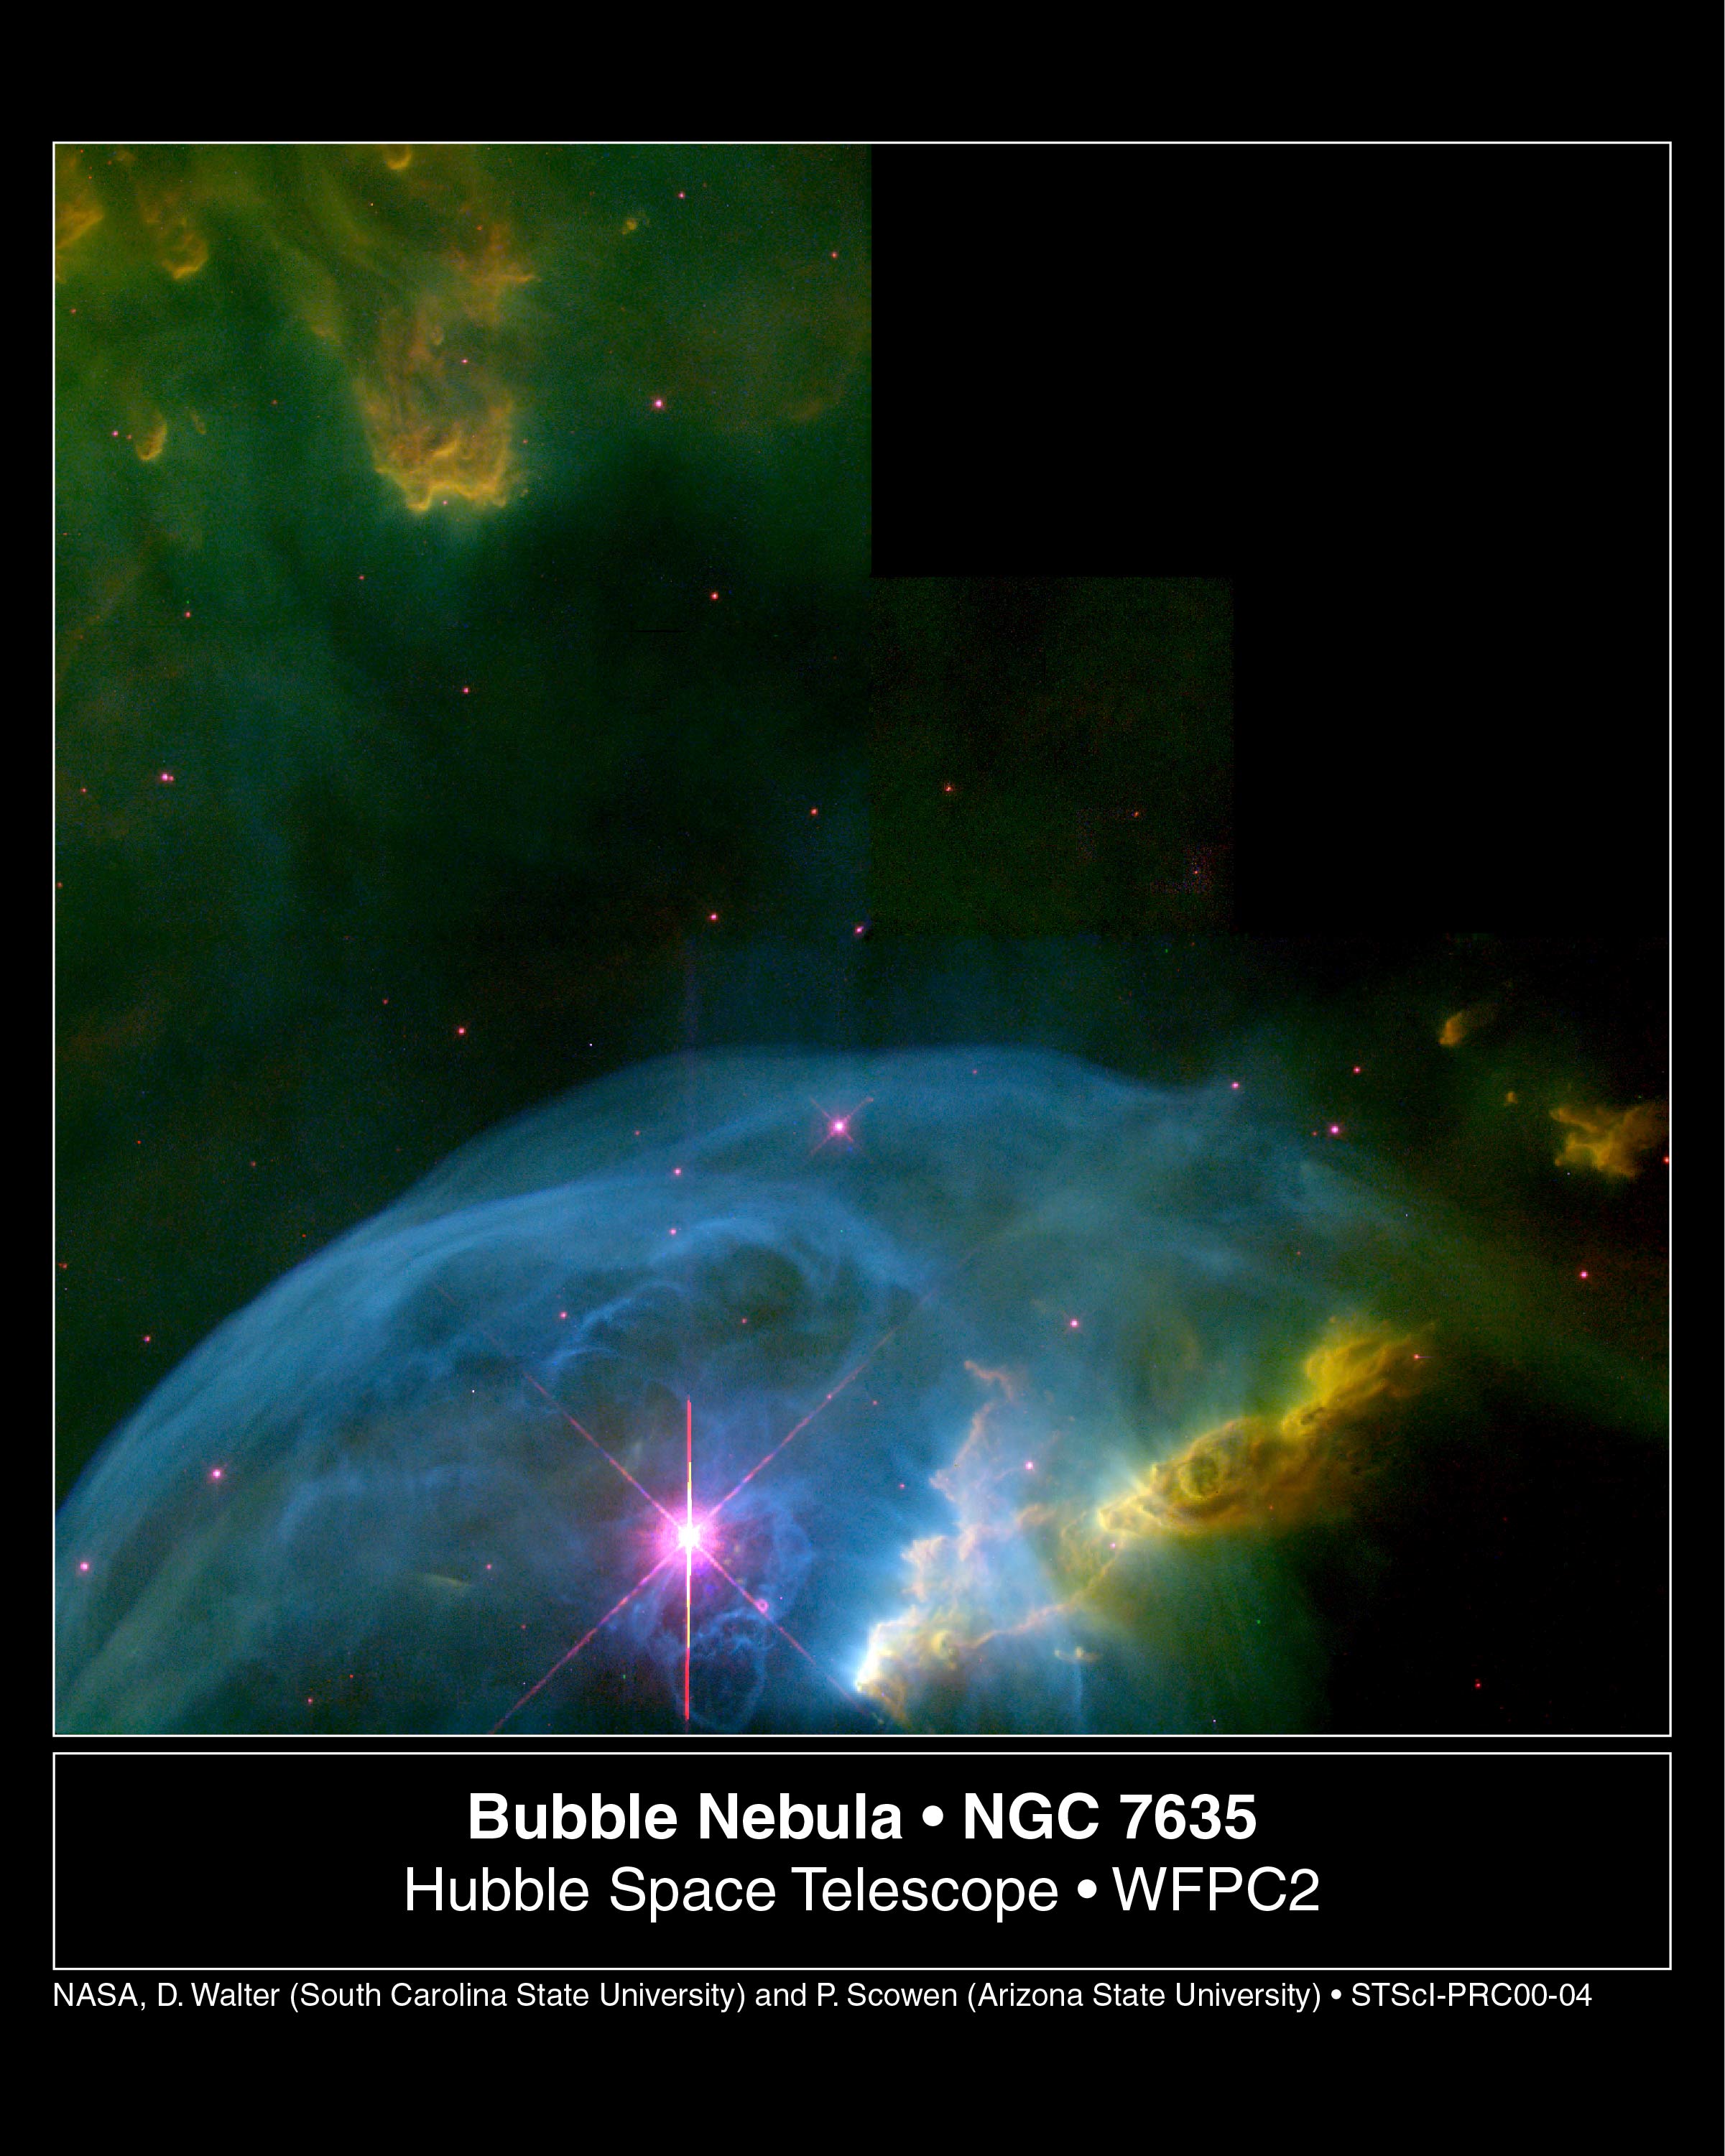 Bubble Nebula • NGC 7635
Hubble Space Telescope • WFPC2
NASA, D. Walter (South Carolina State University) and P. Scowen (Arizona State University) • STScI-PRC00-04